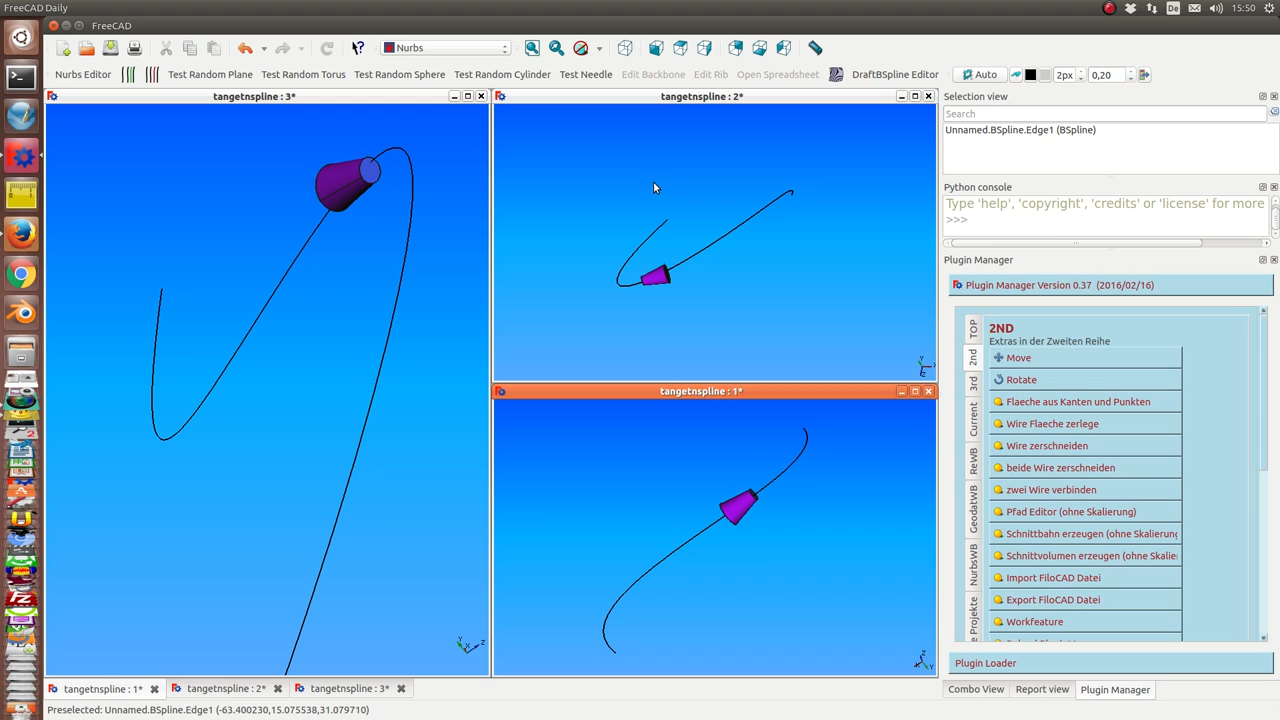 FreeCAD Daily
De
15:50
FreeCAD
Nurbs
Nurbs Editor
Test Random Plane
Test Random Torus
Test Random Sphere
Test Random Cylinder
Test Needle
Edit Backbone
Edit Rib
Open Spreadsheet
DraftBSpline Editor
Auto
2px
0,20
tangetnspline : 3*
tangetnspline : 2*
tangetnspline : 1*
Selection view
Search
Unnamed.BSpline.Edge1 (BSpline)
Python console
Type 'help', 'copyright', 'credits' or 'license' for more
>>>
Plugin Manager
Plugin Manager Version 0.37 (2016/02/16)
TOP
2nd
3rd
Current
ReWB
GeodatWB
NurbsWB
e Projekte
2ND
Extras in der Zweiten Reihe
Move
Rotate
Flaeche aus Kanten und Punkten
Wire Flaeche zerlege
Wire zerschneiden
beide Wire zerschneiden
zwei Wire verbinden
Pfad Editor (ohne Skalierung)
Schnittbahn erzeugen (ohne Skalierung
Schnittvolumen erzeugen (ohne Skalie
Import FiloCAD Datei
Export FiloCAD Datei
Workfeature
Plugin Loader
tangetnspline : 1*
tangetnspline : 2*
tangetnspline : 3*
Combo View
Report view
Plugin Manager
Preselected: Unnamed.BSpline.Edge1 (-63.400230,15.075538,31.079710)